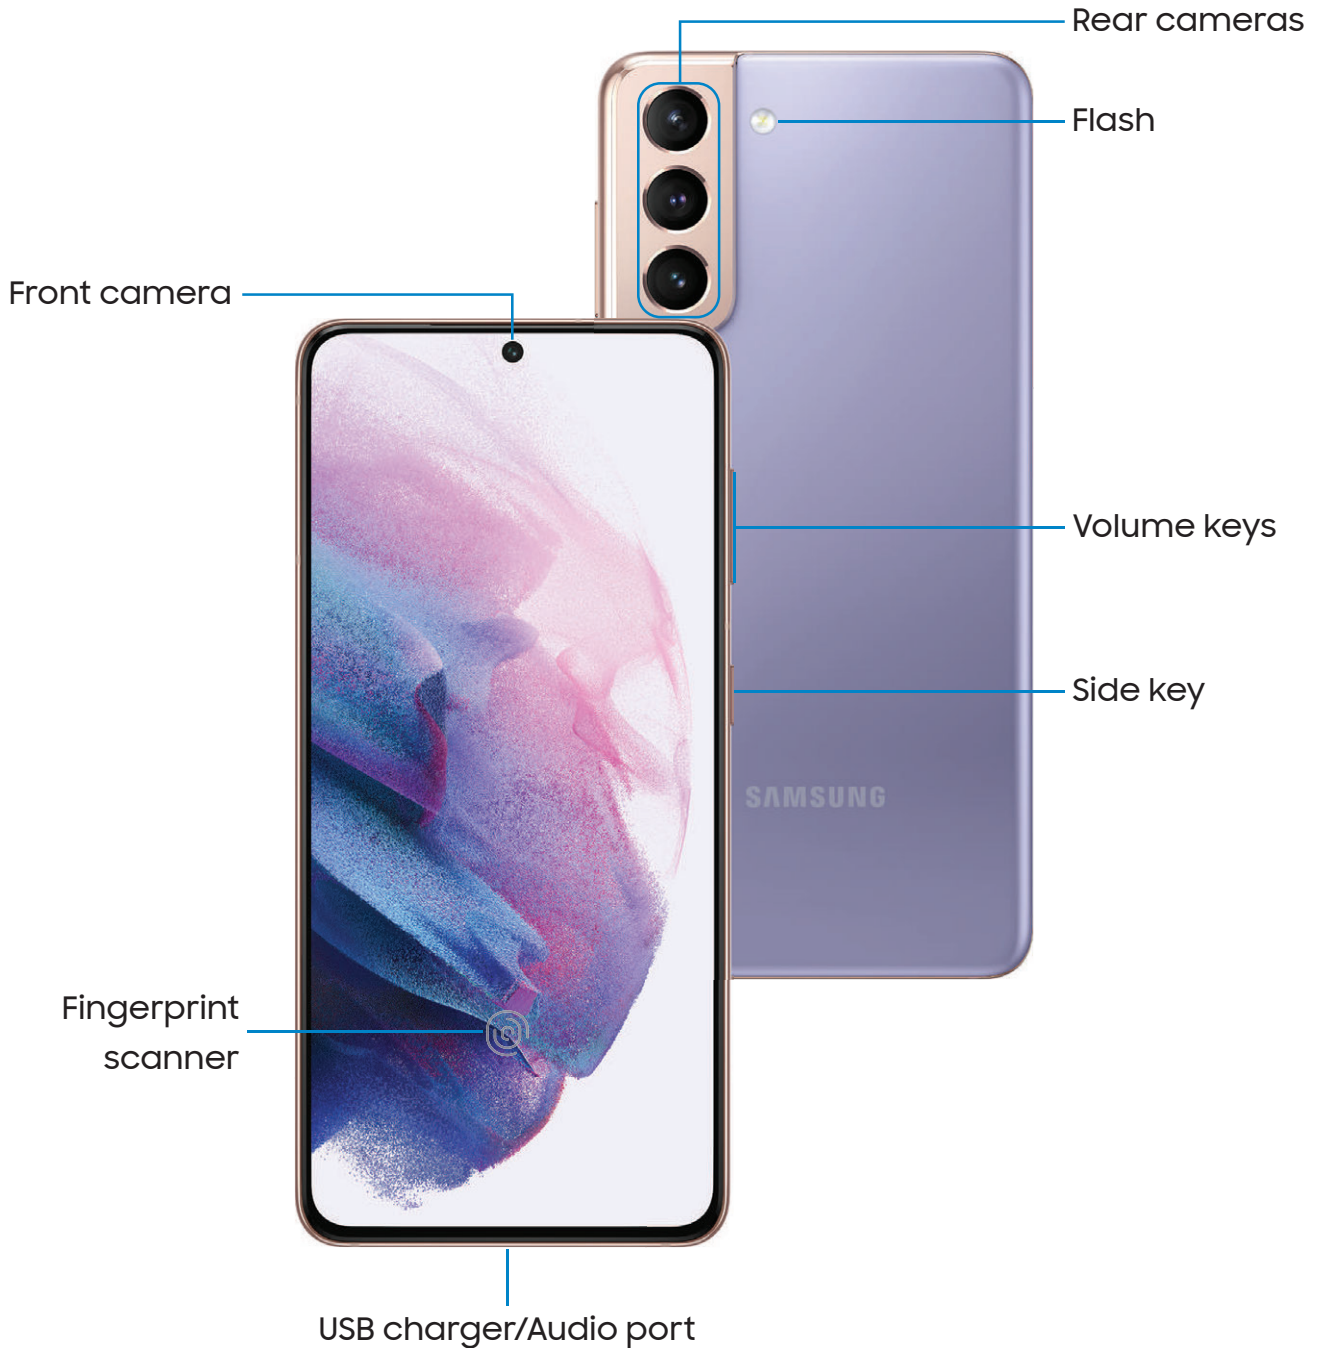 Rear cameras
Flash
Front camera
Volume keys
Side key
SAMSUNG
Fingerprint
scanner
USB charger/Audio port